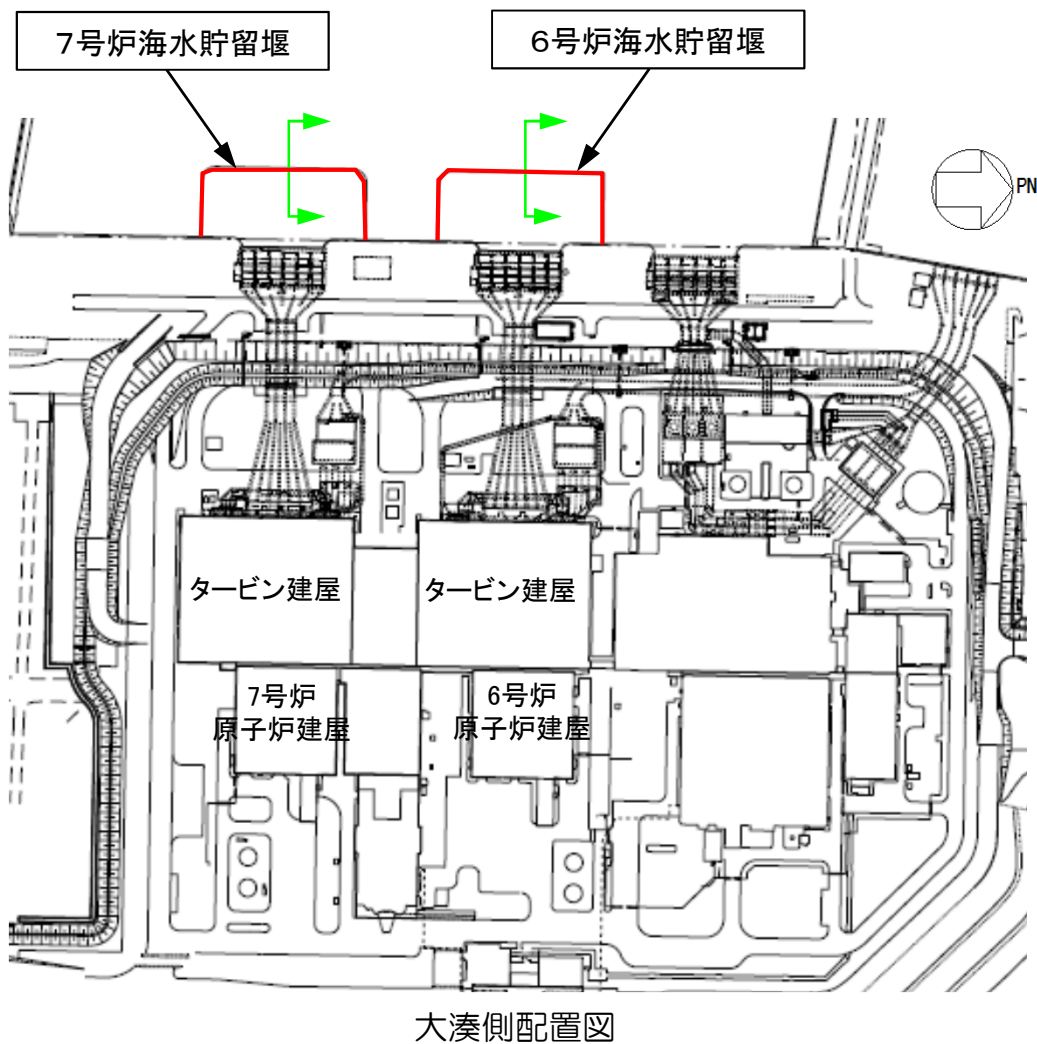 ７号炉海水貯留堰
６号炉海水貯留堰
PN
タービン建屋
タービン建屋
7号炉
原子炉建屋
6号炉
原子炉建屋
大湊側配置図